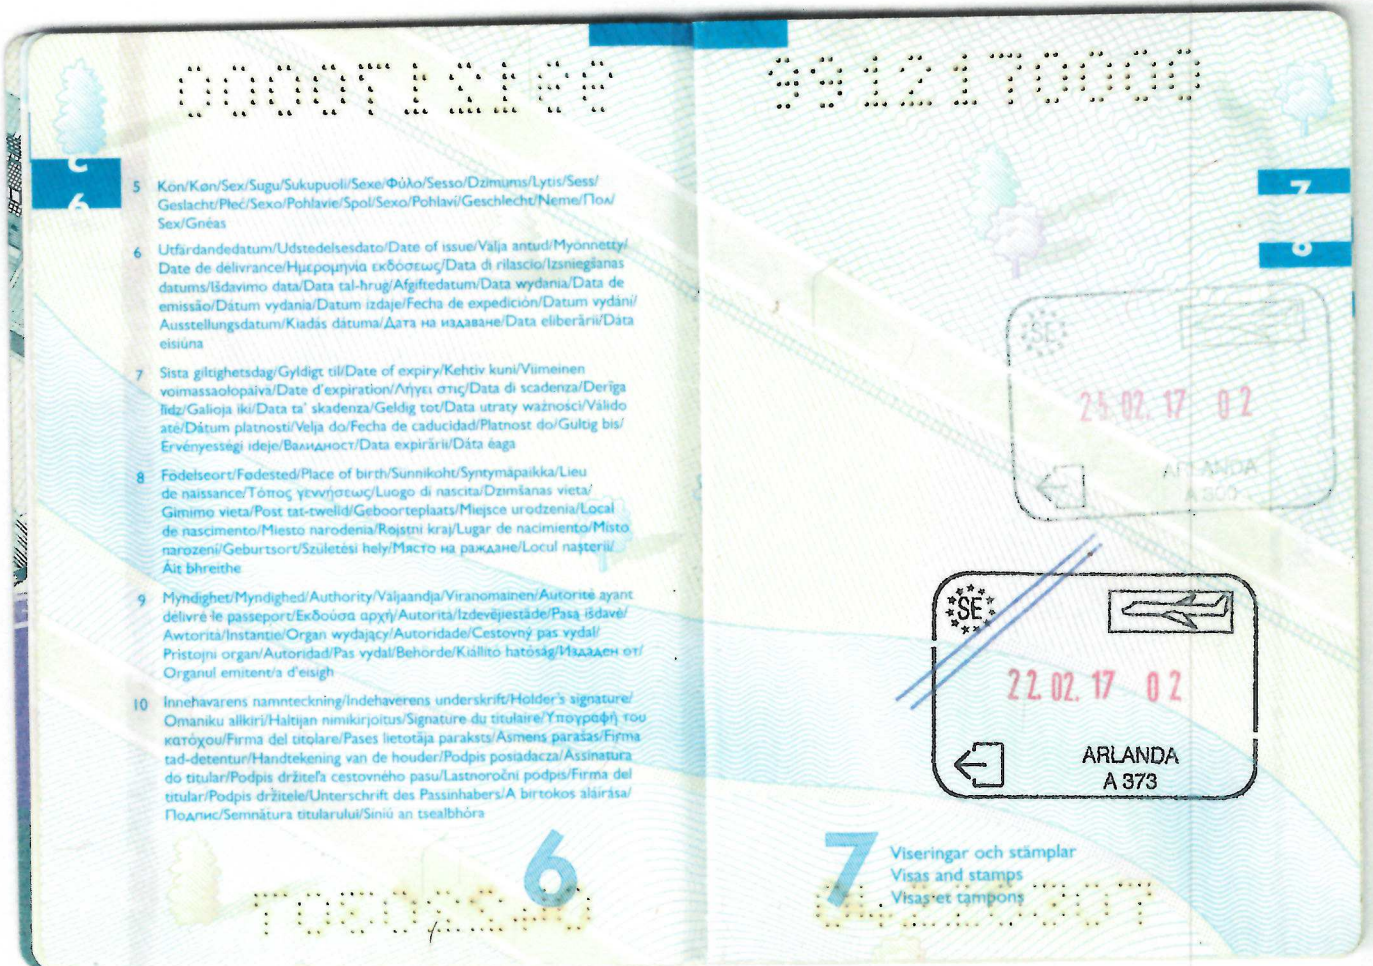 9912170000
6
5 Kön/Køn/Sex/Sugu/Sukupuoli/Sexe/Φύλο/Sesso/Dzimums/Lytis/Sess/
Geslacht/Płeć/Sexo/Pohlavie/Spol/Sexo/Pohlaví/Geschlecht/Neme/Пол/
Sex/Gnéas
6 Utfärdandedatum/Udstedelsesdato/Date of issue/Välja antud/Myönnetty/
Date de délivrance/Ημερομηνία εκδόσεως/Data di rilascio/Izsniegšanas
datums/Išdavimo data/Data tal-ħruġ/Afgiftedatum/Data wydania/Data de
emissão/Dátum vydania/Datum izdaje/Fecha de expedición/Datum vydání/
Ausstellungsdatum/Kiadás dátuma/Дата на издаване/Data eliberării/Dáta
eisiúna
7 Sista giltighetsdag/Gyldigt til/Date of expiry/Kehtiv kuni/Viimeinen
voimassaolopäivä/Date d'expiration/Λήγει στις/Data di scadenza/Derīga
līdz/Galioja iki/Data ta' skadenza/Geldig tot/Data utraty ważności/Válido
até/Dátum platnosti/Velja do/Fecha de caducidad/Platnost do/Gültig bis/
Érvényességi ideje/Валидност/Data expirării/Dáta éaga
8 Födelseort/Fødested/Place of birth/Sünnikoht/Syntymäpaikka/Lieu
de naissance/Τόπος γεννήσεως/Luogo di nascita/Dzimšanas vieta/
Gimimo vieta/Post tat-twelid/Geboorteplaats/Miejsce urodzenia/Local
de nascimento/Miesto narodenia/Rojstni kraj/Lugar de nacimiento/Místo
narození/Geburtsort/Születési hely/Място на раждане/Locul naşterii/
Áit bhreithe
9 Myndighet/Myndighed/Authority/Väljaandja/Viranomainen/Autorité ayant
délivré le passeport/Εκδούσα αρχή/Autorità/Izdevējiestāde/Pasą išdavė/
Awtorità/Instantie/Organ wydający/Autoridade/Cestovný pas vydal/
Pristojni organ/Autoridad/Pas vydal/Behörde/Kiállító hatóság/Издаден от/
Organul emitent/a d'eisigh
10 Innehavarens namnteckning/Indehaverens underskrift/Holder's signature/
Omaniku allkiri/Haltijan nimikirjoitus/Signature du titulaire/Υπογραφή του
κατόχου/Firma del titolare/Pases lietotāja paraksts/Asmens parašas/Firma
tad-detentur/Handtekening van de houder/Podpis posiadacza/Assinatura
do titular/Podpis držiteľa cestovného pasu/Lastnoročni podpis/Firma del
titular/Podpis držitele/Unterschrift des Passinhabers/A birtokos aláírása/
Подпис/Semnătura titularului/Síniú an tsealbhóra
6
7
SE
02. 17 02
ARLANDA
SE
22. 02. 17 02
ARLANDA
A 373
7
Viseringar och stämplar
Visas and stamps
Visas et tampons